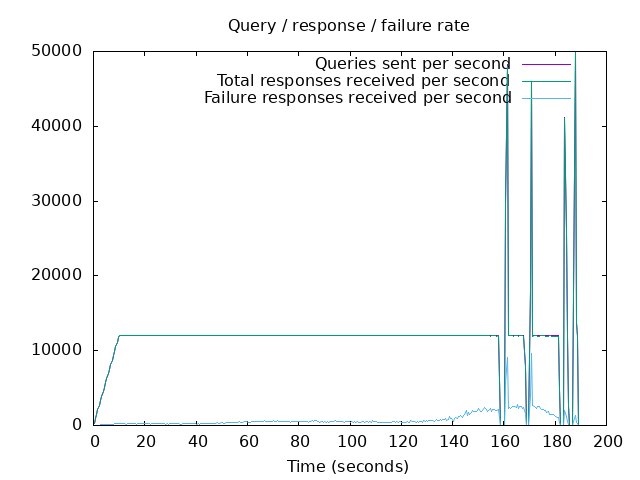 Query / response / failure rate
Queries sent per second
Total responses received per second
Failure responses received per second
50000
40000
30000
20000
10000
0
0 20 40 60 80 100 120 140 160 180 200
Time (seconds)